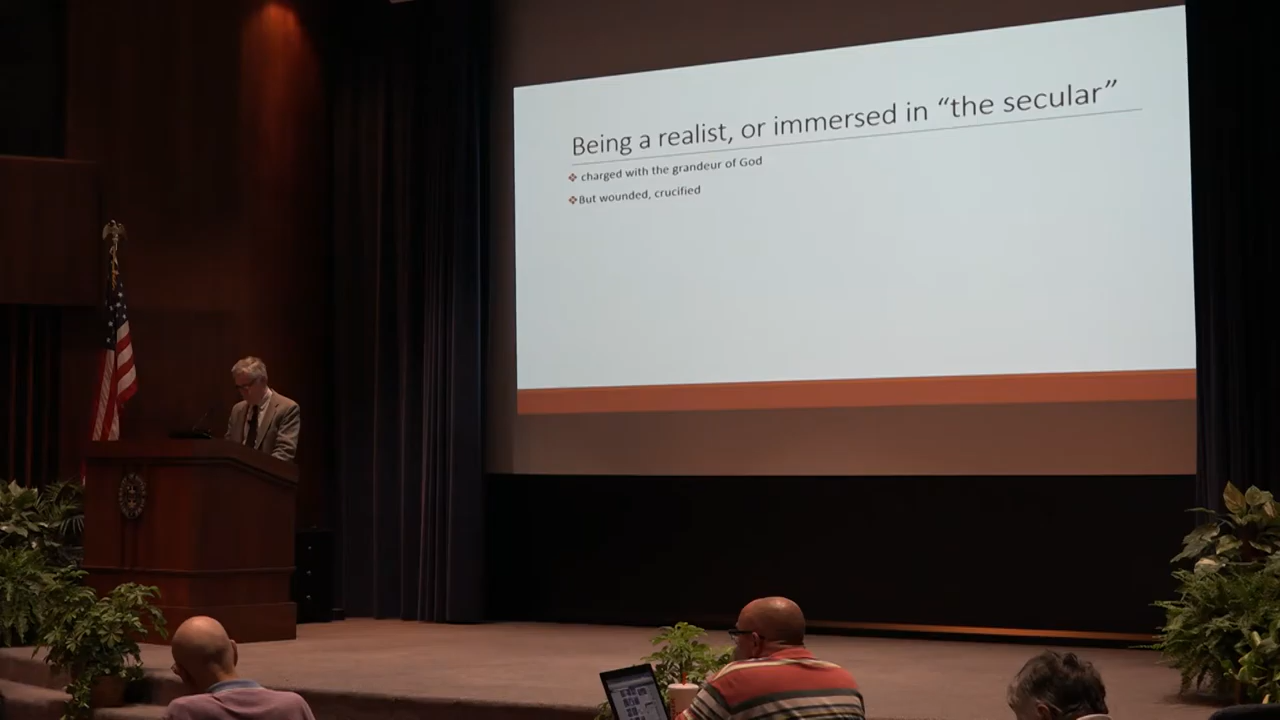 Being a realist, or immersed in “the secular”
charged with the grandeur of God
But wounded, crucified